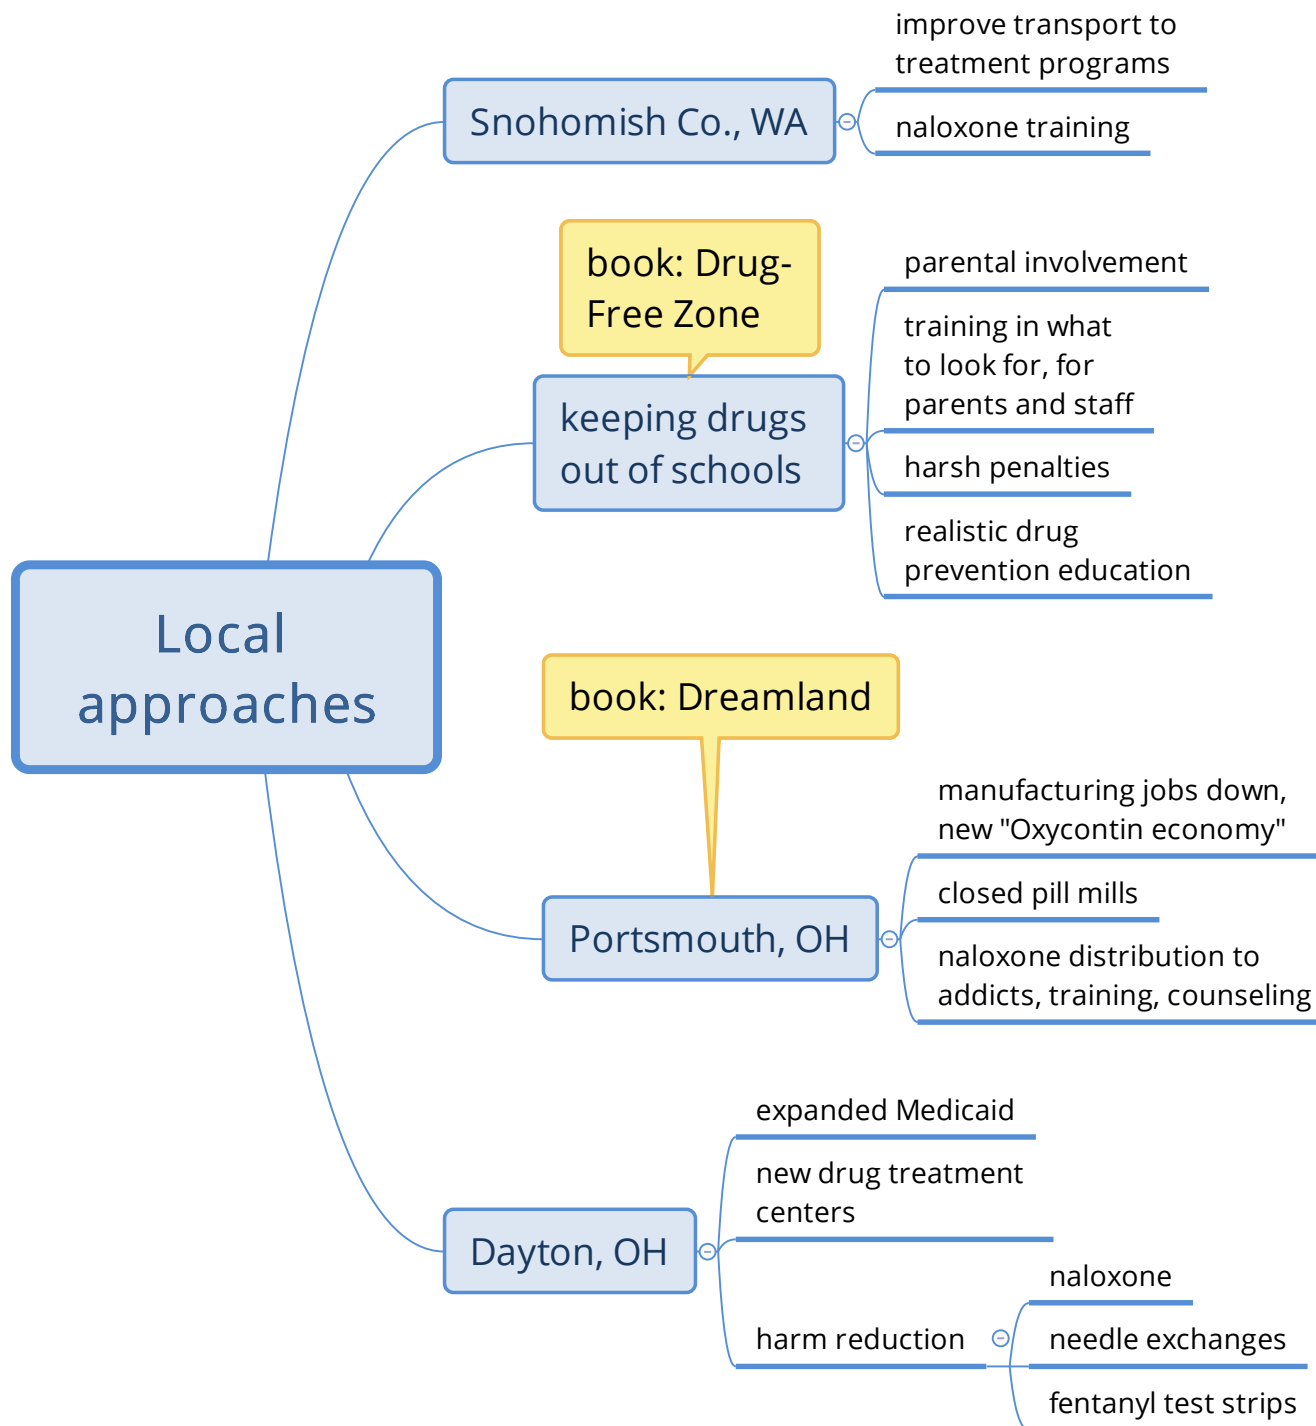 improve transport to
treatment programs
Snohomish Co., WA
naloxone training
book: Drug-
Free Zone
parental involvement
training in what
to look for, for
parents and staff
keeping drugs
out of schools
harsh penalties
realistic drug
prevention education
Local
approaches
book: Dreamland
manufacturing jobs down,
new "Oxycontin economy"
closed pill mills
Portsmouth, OH
naloxone distribution to
addicts, training, counseling
expanded Medicaid
new drug treatment
centers
Dayton, OH
harm reduction
naloxone
needle exchanges
fentanyl test strips